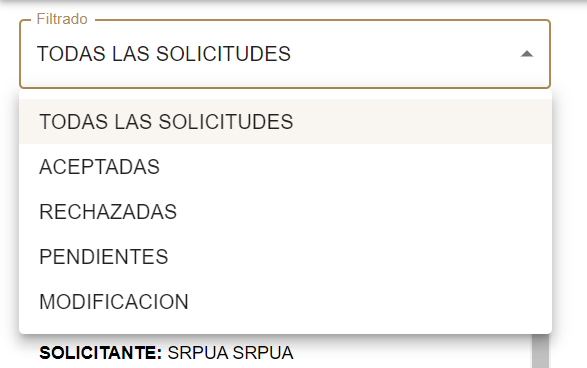 Filtrado
TODAS LAS SOLICITUDES
TODAS LAS SOLICITUDES
ACEPTADAS
RECHAZADAS
PENDIENTES
MODIFICACION
SOLICITANTE: SRPUA SRPUA